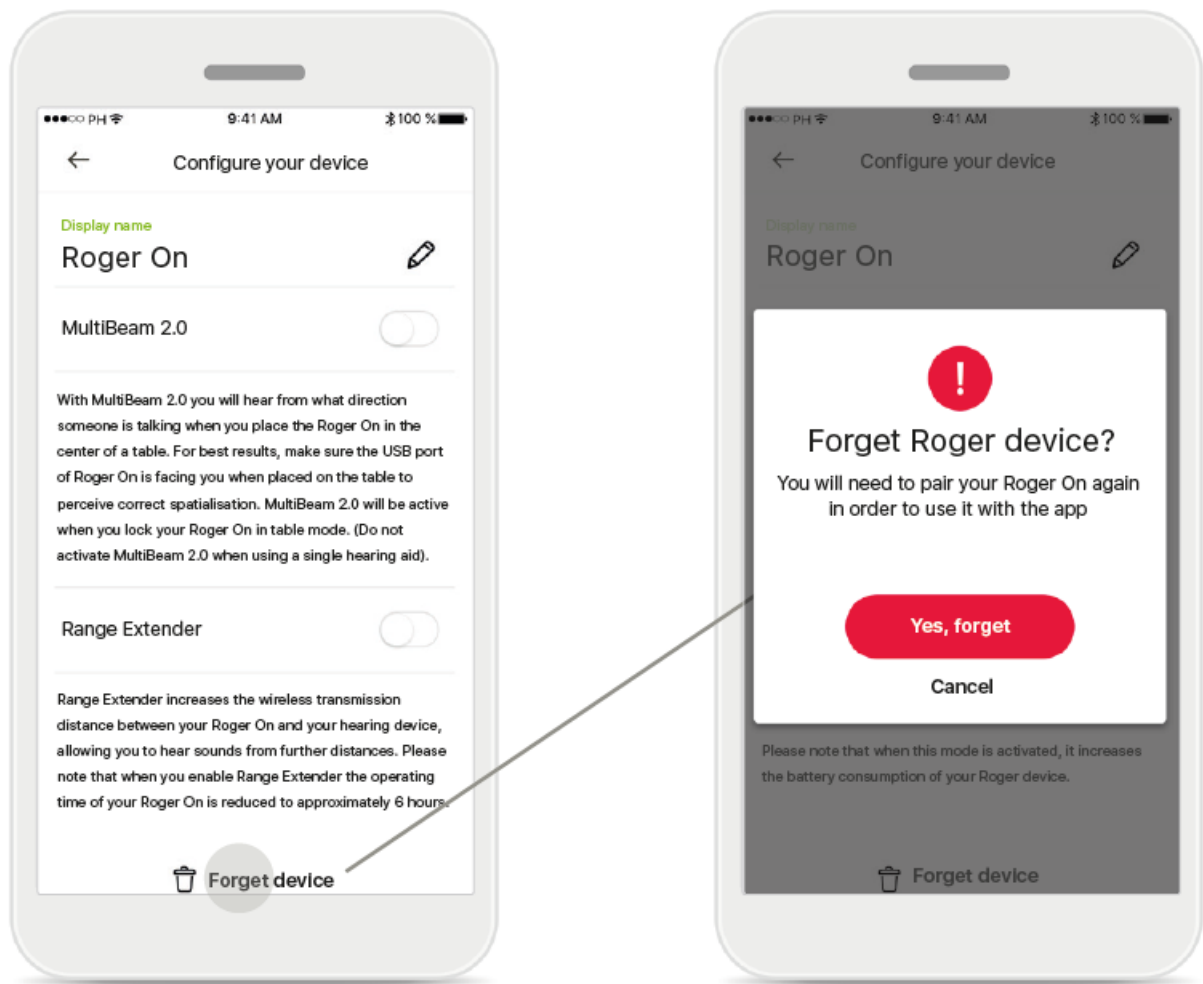 PH 9:41 AM 100 %
Configure your device
Display name
Roger On
MultiBeam 2.0
With MultiBeam 2.0 you will hear from what direction
someone is talking when you place the Roger On in the
center of a table. For best results, make sure the USB port
of Roger On is facing you when placed on the table to
perceive correct spatialisation. MultiBeam 2.0 will be active
when you lock your Roger On in table mode. (Do not
activate MultiBeam 2.0 when using a single hearing aid).
Range Extender
Range Extender increases the wireless transmission
distance between your Roger On and your hearing device,
allowing you to hear sounds from further distances. Please
note that when you enable Range Extender the operating
time of your Roger On is reduced to approximately 6 hours.
Forget device
PH 9:41 AM 100 %
Configure your device
Display name
Roger On
!
Forget Roger device?
You will need to pair your Roger On again
in order to use it with the app
Yes, forget
Cancel
Please note that when this mode is activated, it increases
the battery consumption of your Roger device.
Forget device